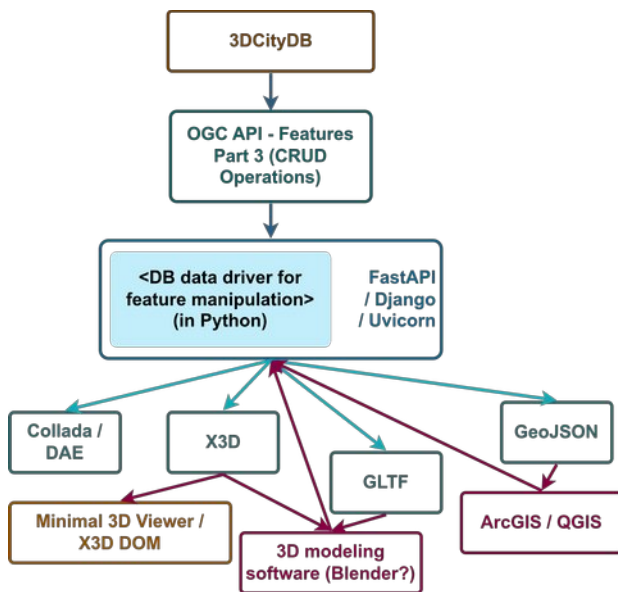 3DCityDB
OGC API - Features
Part 3 (CRUD
Operations)
<DB data driver for
feature manipulation>
(in Python)
FastAPI
/ Django
/ Uvicorn
Collada /
DAE
X3D
GLTF
GeoJSON
Minimal 3D Viewer /
X3D DOM
3D modeling
software (Blender?)
ArcGIS / QGIS